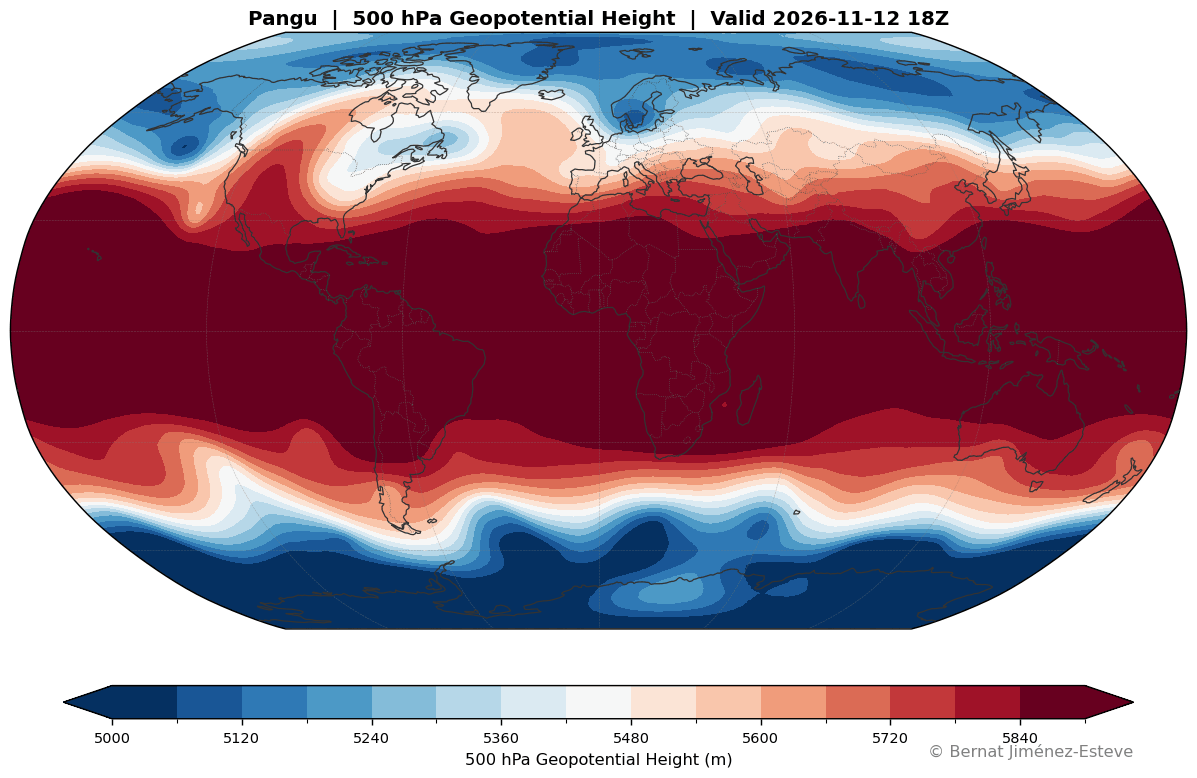 Pangu | 500 hPa Geopotential Height | Valid 2026-11-12 18Z
5000 5120 5240 5360 5480 5600 5720 5840
500 hPa Geopotential Height (m)
© Bernat Jiménez-Esteve